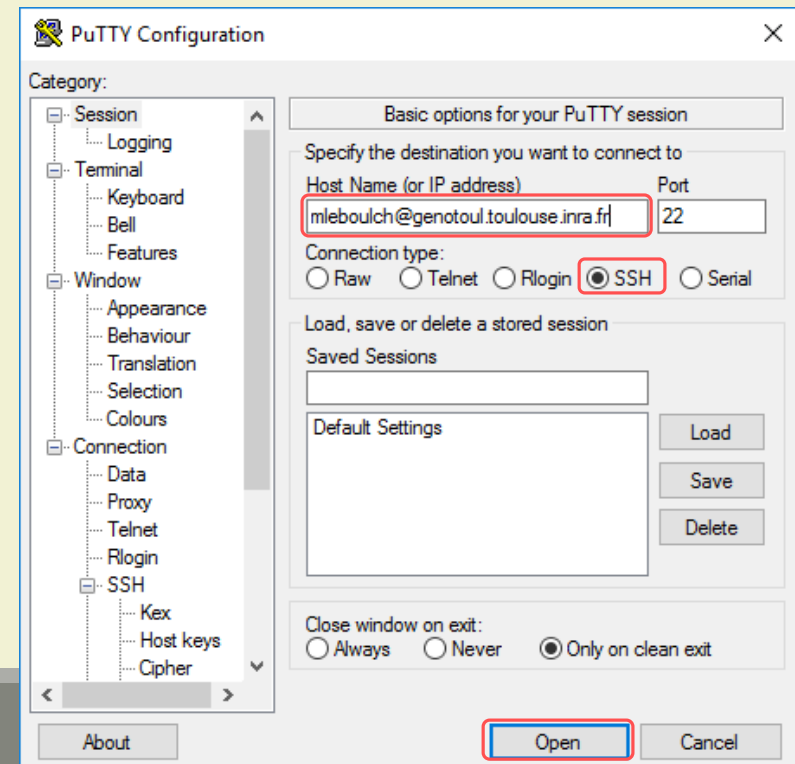 PuTTY Configuration
Category:
Session
Logging
Terminal
Keyboard
Bell
Features
Window
Appearance
Behaviour
Translation
Selection
Colours
Connection
Data
Proxy
Telnet
Rlogin
SSH
Kex
Host keys
Cipher
Basic options for your PuTTY session
Specify the destination you want to connect to
Host Name (or IP address) Port
mleboulch@genotoul.toulouse.inra.fr 22
Connection type:
Raw Telnet Rlogin SSH Serial
Load, save or delete a stored session
Saved Sessions
Default Settings
Load
Save
Delete
Close window on exit:
Always Never Only on clean exit
About Open Cancel